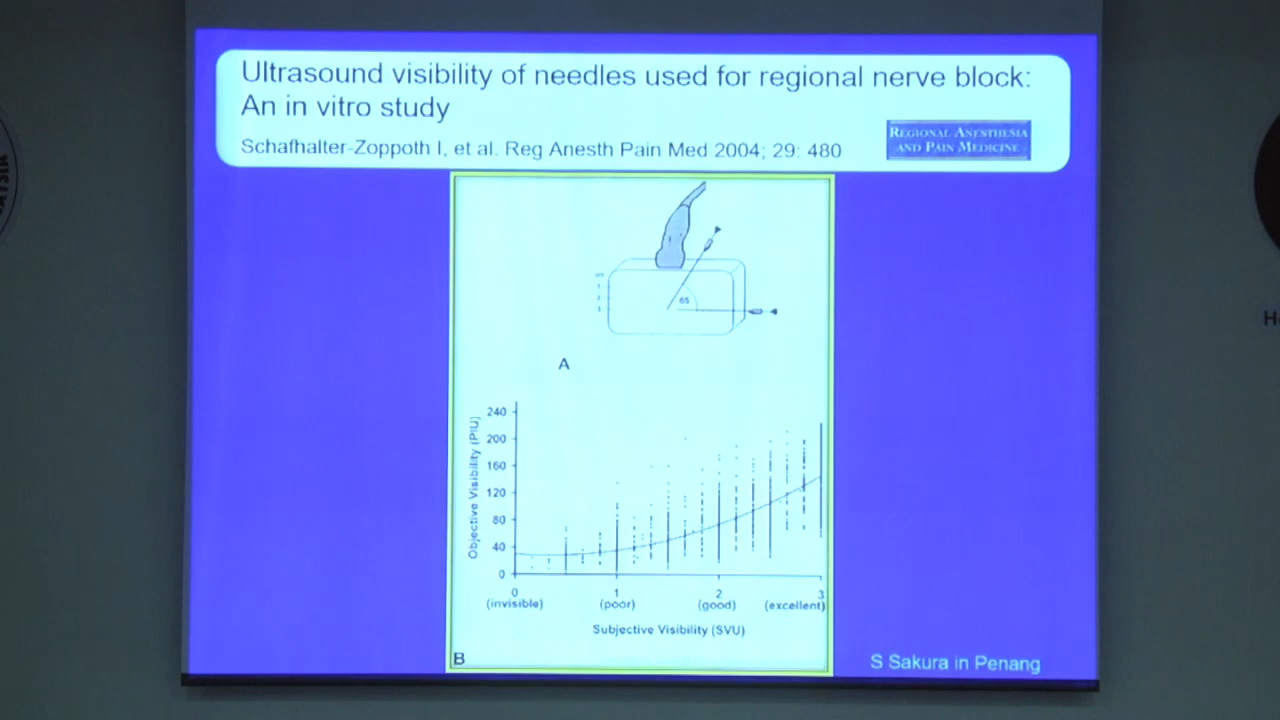 Ultrasound visibility of needles used for regional nerve block:
An in vitro study
Schafhalter-Zoppoth I, et al. Reg Anesth Pain Med 2004; 29: 480
REGIONAL ANESTHESIA
AND PAIN MEDICINE
65
A
Objective Visibility (PIU)
240
200
160
120
80
40
0
0 1 2 3
(invisible) (poor) (good) (excellent)
Subjective Visibility (SVU)
B
S Sakura in Penang
H